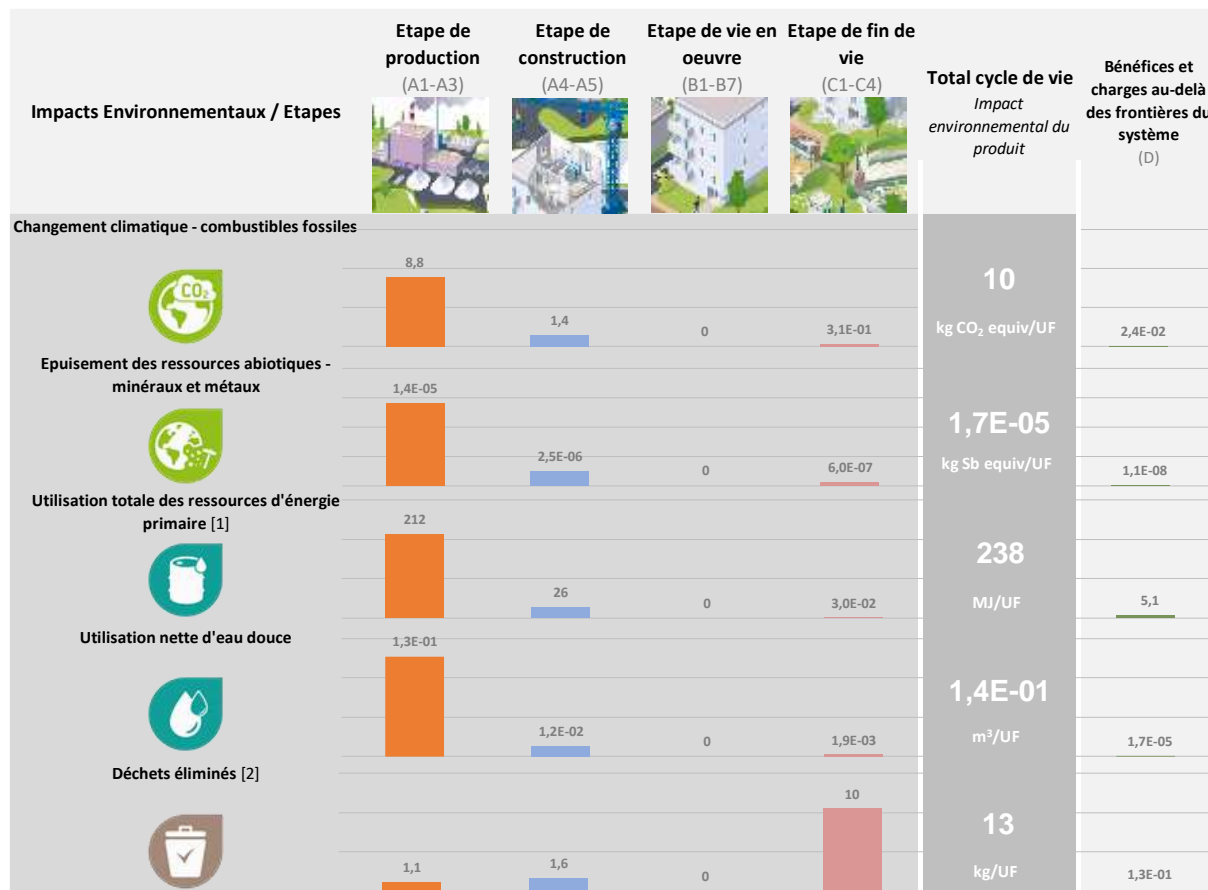 Impacts Environnementaux / Etapes
Etape de
production
(A1-A3)
Etape de
construction
(A4-A5)
Etape de vie en
oeuvre
(B1-B7)
Etape de fin de
vie
(C1-C4)
Total cycle de vie
Impact
environnemental du
produit
Bénéfices et
charges au-delà
des frontières du
système
(D)
Changement climatique - combustibles fossiles
CO2
8,8
1,4
0
3,1E-01
10
kg CO2 equiv/UF
2,4E-02
Epuisement des ressources abiotiques -
minéraux et métaux
1,4E-05
2,5E-06
0
6,0E-07
1,7E-05
kg Sb equiv/UF
1,1E-08
Utilisation totale des ressources d'énergie
primaire [1]
212
26
0
3,0E-02
238
MJ/UF
5,1
Utilisation nette d'eau douce
1,3E-01
1,2E-02
0
1,9E-03
1,4E-01
m³/UF
1,7E-05
Déchets éliminés [2]
1,1
1,6
0
10
13
kg/UF
1,3E-01